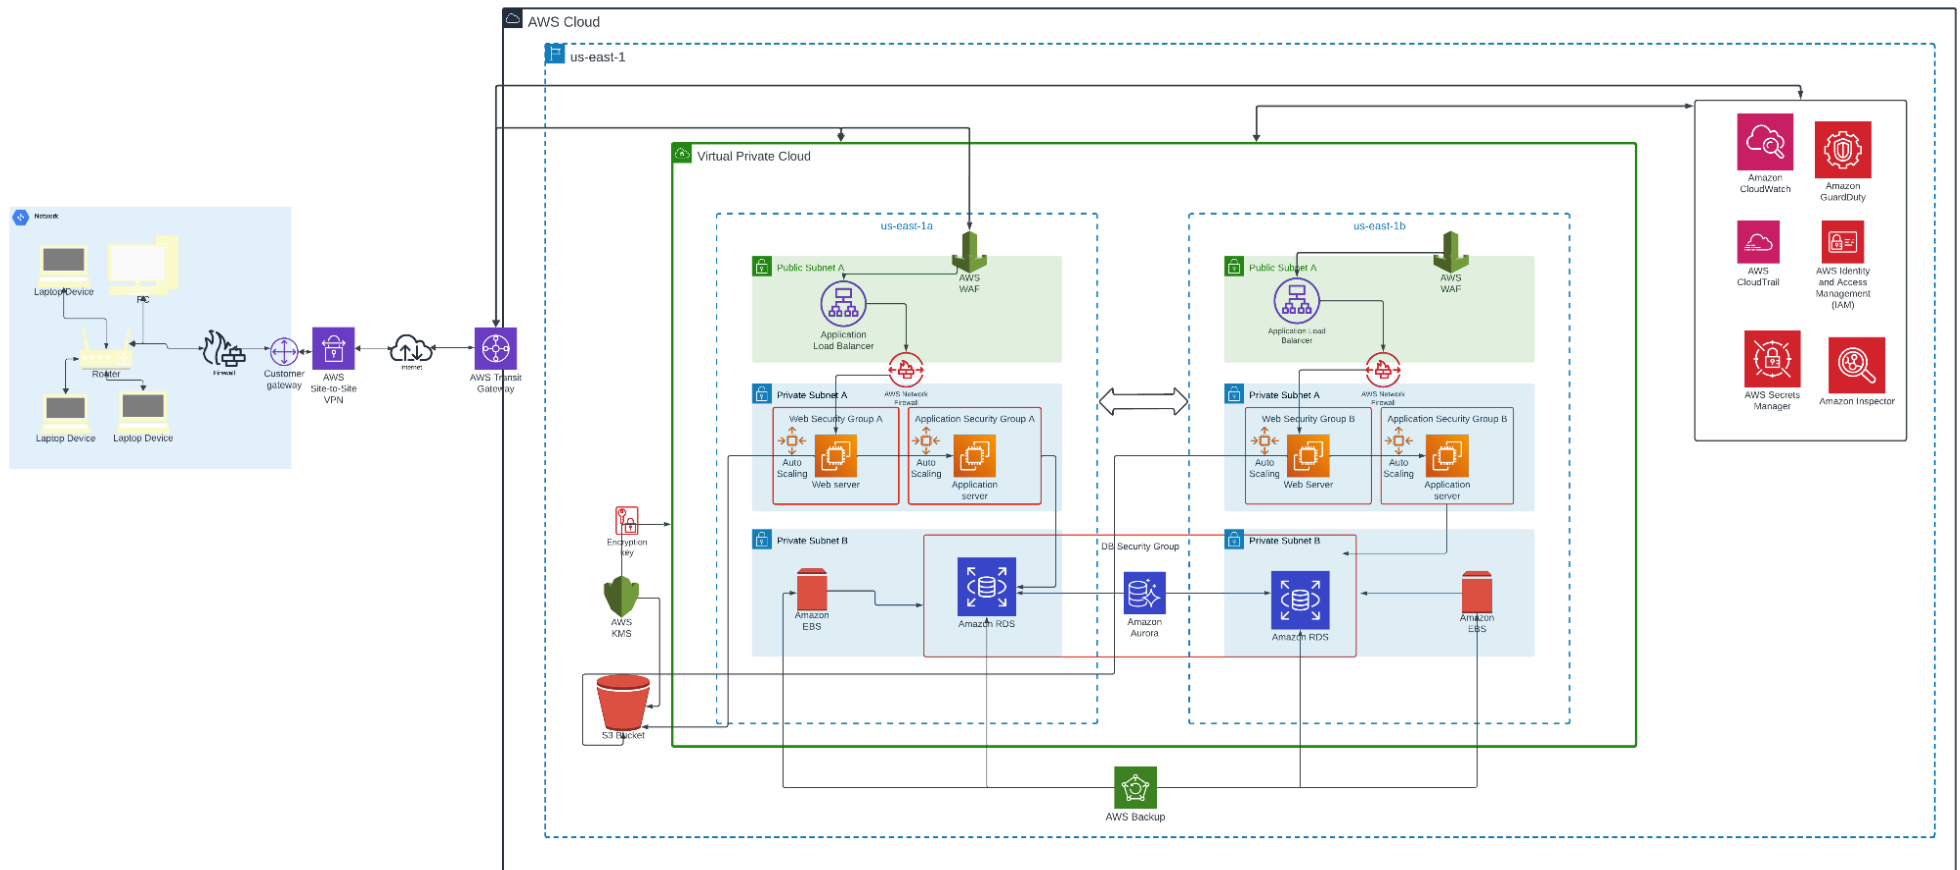 AWS Cloud
us-east-1
Virtual Private Cloud
Network
Laptop Device
PC
Router
Laptop Device
Laptop Device
Firewall
Customer
gateway
AWS
Site-to-Site
VPN
Internet
AWS Transit
Gateway
us-east-1a
Public Subnet A
AWS
WAF
Application
Load Balancer
AWS Network
Firewall
Private Subnet A
Web Security Group A
Auto
Scaling
Web server
Application Security Group A
Auto
Scaling
Application
server
Private Subnet B
Amazon
EBS
Amazon RDS
DB Security Group
Amazon
Aurora
us-east-1b
Public Subnet A
AWS
WAF
Application Load
Balancer
AWS Network
Firewall
Private Subnet A
Web Security Group B
Auto
Scaling
Web Server
Application Security Group B
Auto
Scaling
Application
server
Private Subnet B
Amazon RDS
Amazon
EBS
Encryption
key
AWS
KMS
S3 Bucket
AWS Backup
Amazon
CloudWatch
Amazon
GuardDuty
AWS
CloudTrail
AWS Identity
and Access
Management
(IAM)
AWS Secrets
Manager
Amazon Inspector